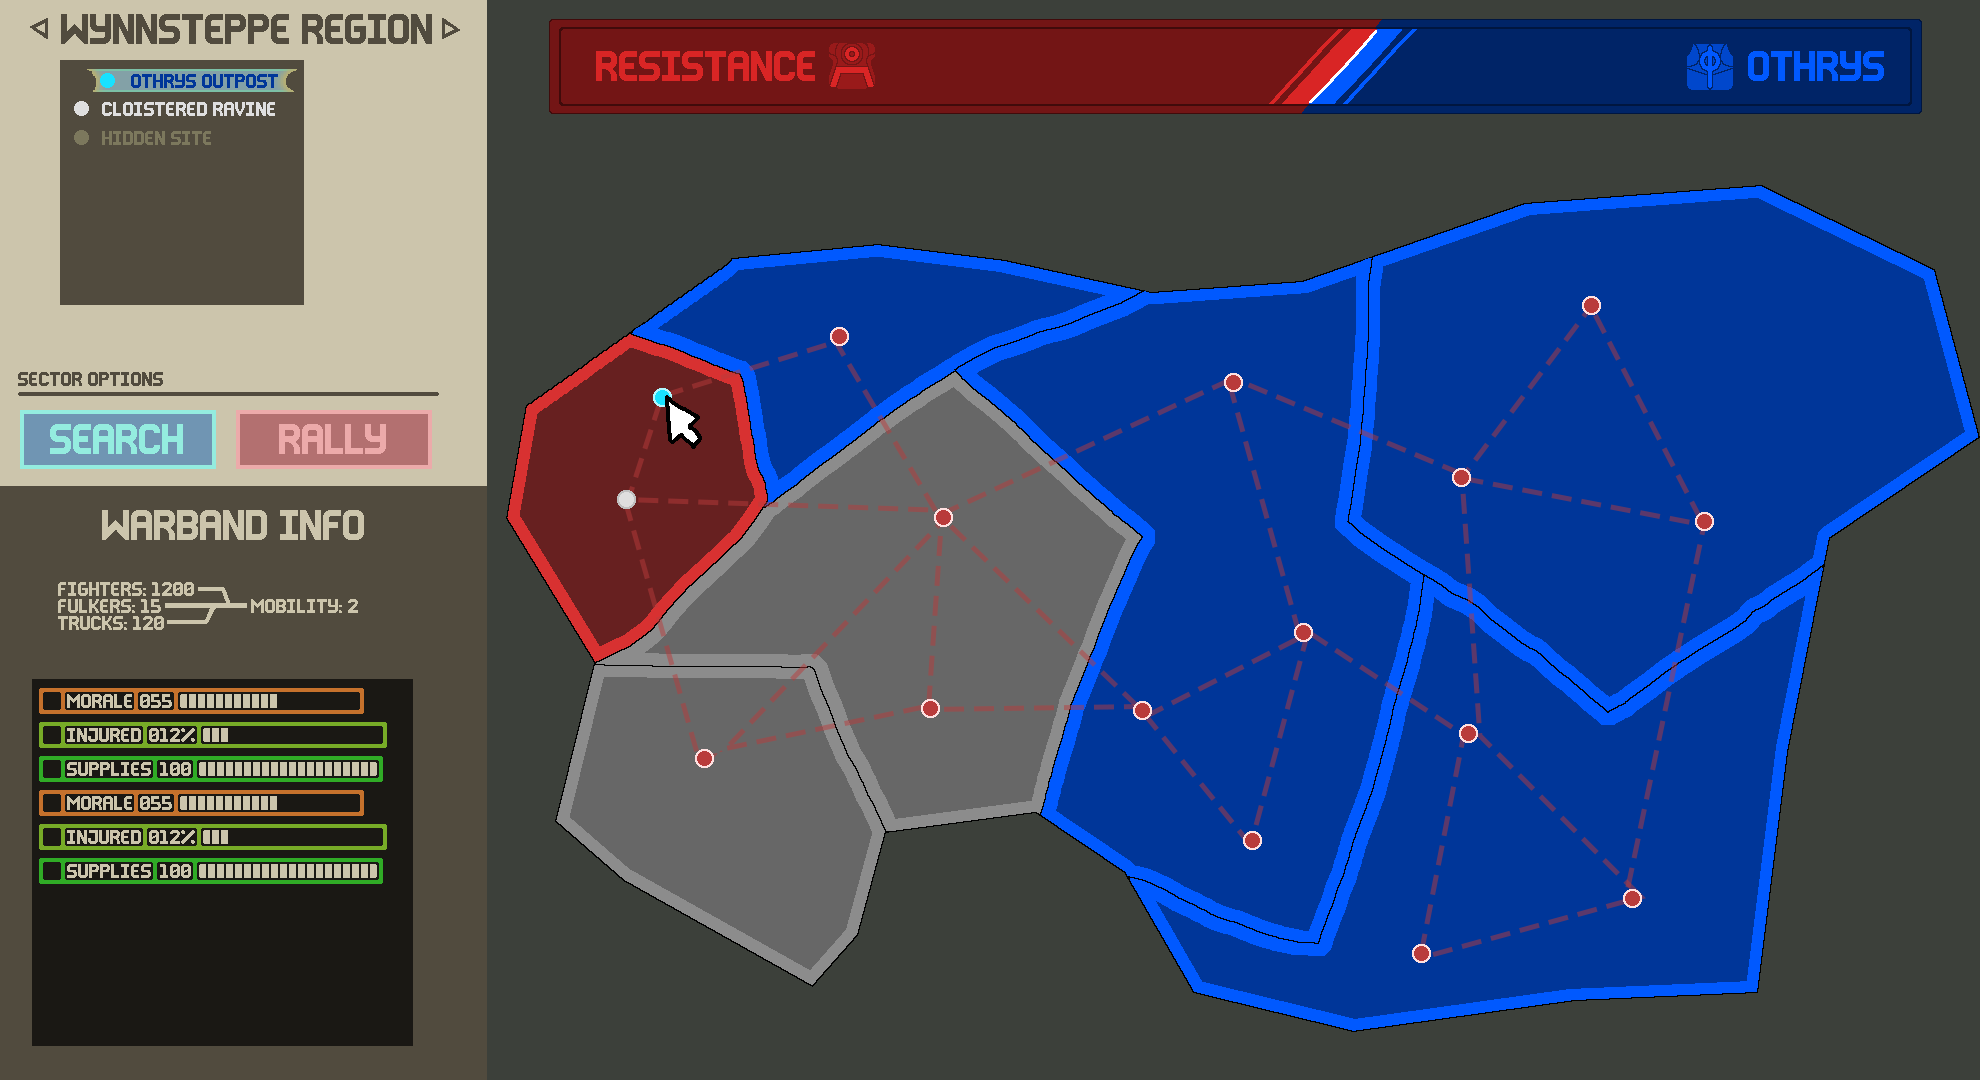 WYNNSTEPPE REGION
OTHRYS OUTPOST
CLOISTERED RAVINE
HIDDEN SITE
SECTOR OPTIONS
SEARCH
RALLY
WARBAND INFO
FIGHTERS: 1200
FULKERS: 15
MOBILITY: 2
TRUCKS: 120
MORALE 055
INJURED 012%
SUPPLIES 100
MORALE 055
INJURED 012%
SUPPLIES 100
RESISTANCE
OTHRYS